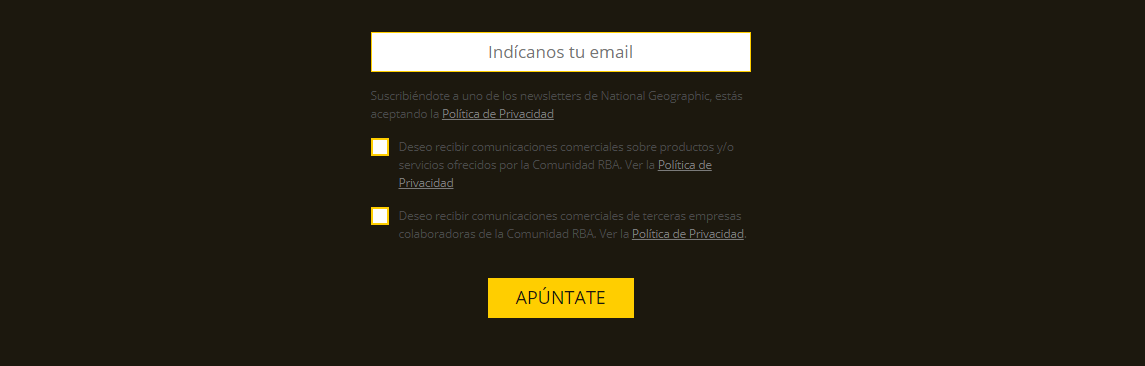 Indícanos tu email
Suscribiéndote a uno de los newsletters de National Geographic, estás
aceptando la Política de Privacidad
Deseo recibir comunicaciones comerciales sobre productos y/o
servicios ofrecidos por la Comunidad RBA. Ver la Política de
Privacidad
Deseo recibir comunicaciones comerciales de terceras empresas
colaboradoras de la Comunidad RBA. Ver la Política de Privacidad.
APÚNTATE